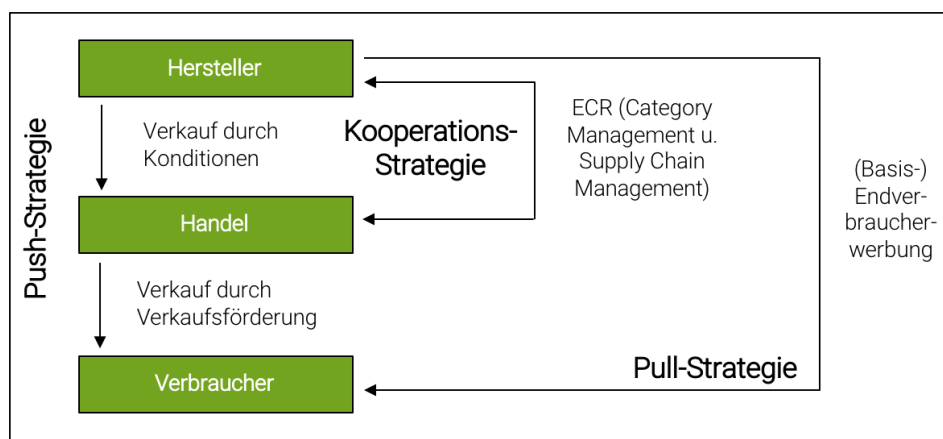 Push-Strategie
Hersteller
Verkauf durch
Konditionen
Kooperations-
Strategie
ECR (Category
Management u.
Supply Chain
Management)
(Basis-)
Endver-
braucher-
werbung
Handel
Verkauf durch
Verkaufsförderung
Pull-Strategie
Verbraucher